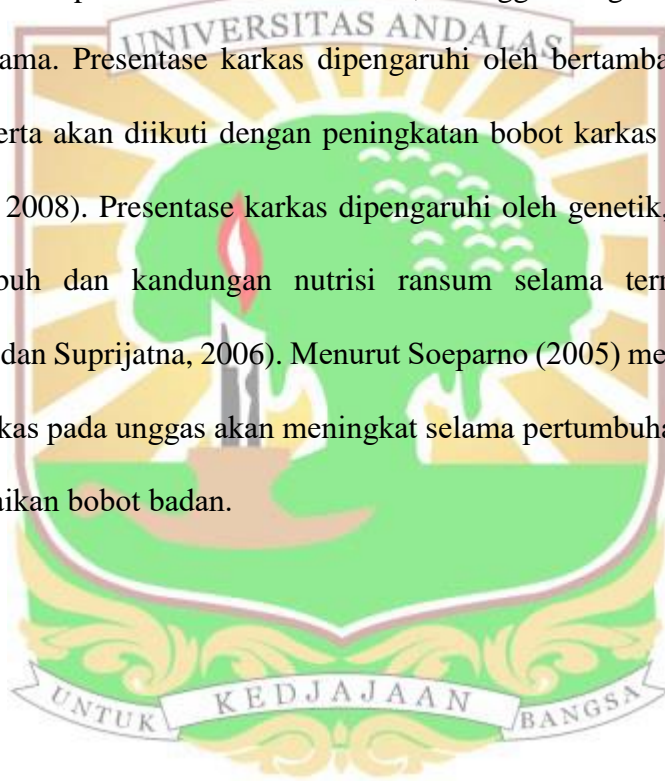 UNIVERSITAS ANDALAS
ama. Presentase karkas dipengaruhi oleh bertamba
erta akan diikuti dengan peningkatan bobot karkas
2008). Presentase karkas dipengaruhi oleh genetik,
buh dan kandungan nutrisi ransum selama
dan Suprijatna, 2006). Menurut Soeparno (2005) me
kas pada unggas akan meningkat selama pertumbuha
aikan bobot badan.
UNTUK KEDJAJAAN BANGSA